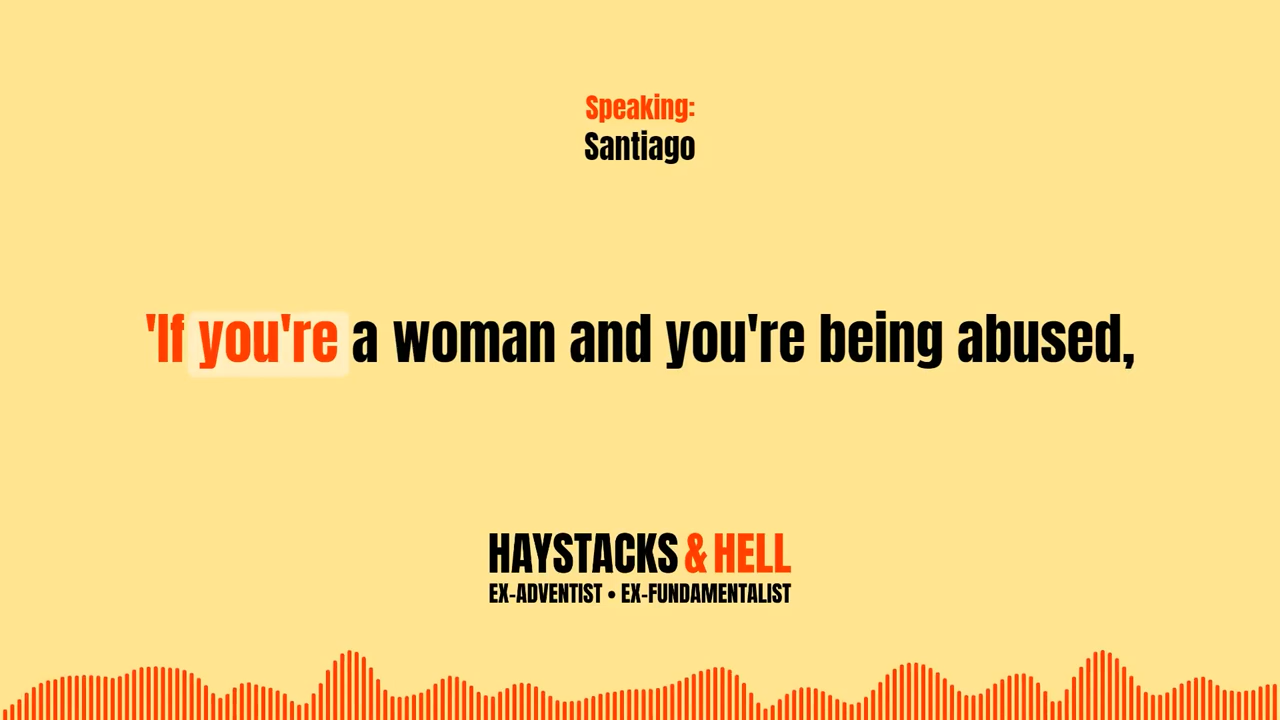 Speaking:
Santiago
'If you're a woman and you're being abused,
HAYSTACKS & HELL
EX-ADVENTIST • EX-FUNDAMENTALIST